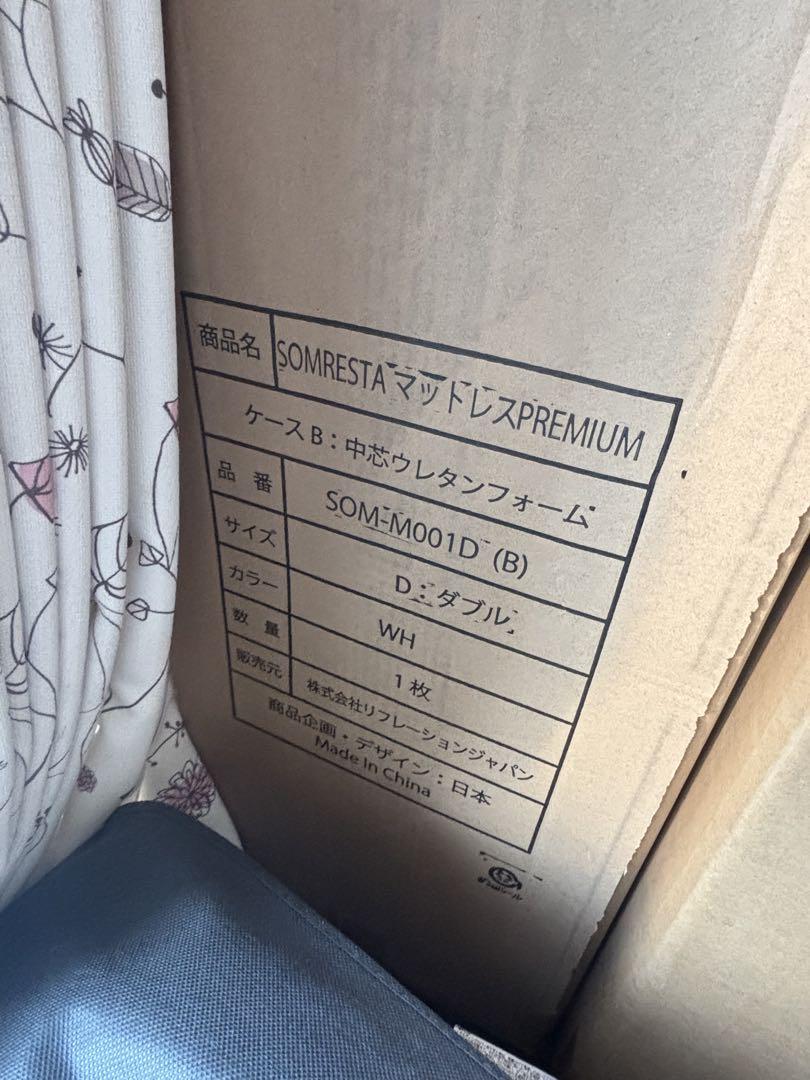 商品名 SOMRESTA マットレスPREMIUM
ケースB：中芯ウレタンフォーム
品番 SOM-M001D (B)
サイズ D：ダブル
カラー WH
数量 1枚
販売元 株式会社リフレーションジャパン
商品企画・デザイン：日本
Made In China